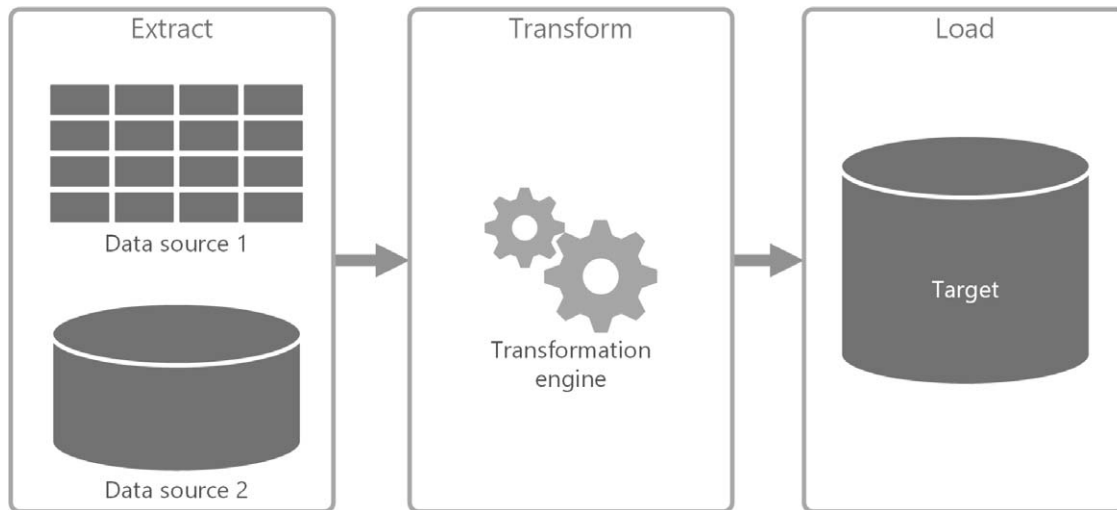 Extract
Data source 1
Data source 2
Transform
Transformation
engine
Load
Target